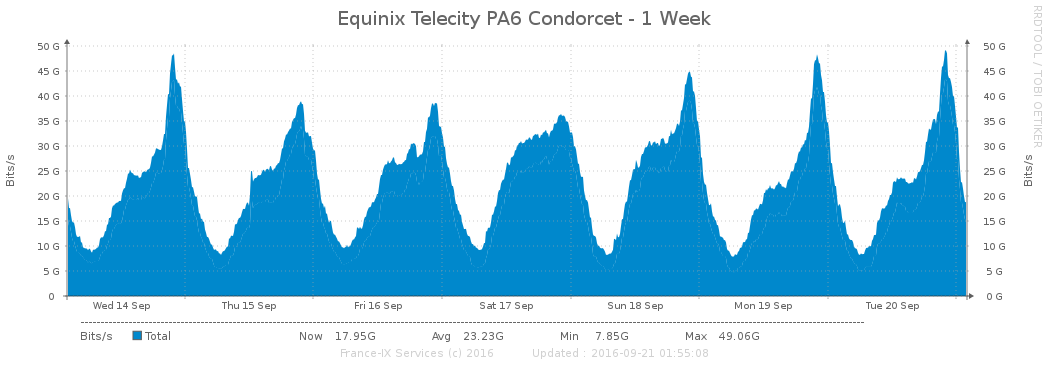 Equinix Telecity PA6 Condorcet - 1 Week
RRDTOOL / TOBI OETIKER
Bits/s
50 G 50 G
45 G 45 G
40 G 40 G
35 G 35 G
30 G 30 G
25 G 25 G
20 G 20 G
15 G 15 G
10 G 10 G
5 G 5 G
0 0 G
Bits/s
Wed 14 Sep Thu 15 Sep Fri 16 Sep Sat 17 Sep Sun 18 Sep Mon 19 Sep Tue 20 Sep
Bits/s Total Now 17.95G Avg 23.23G Min 7.85G Max 49.06G
France-IX Services (c) 2016 Updated : 2016-09-21 01:55:08